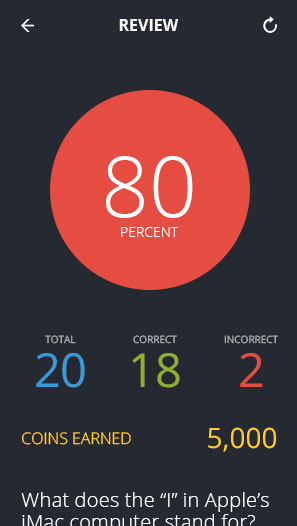 REVIEW
80
PERCENT
TOTAL CORRECT INCORRECT
20 18 2
COINS EARNED 5,000
What does the “I” in Apple’s
iMac computer stand for?